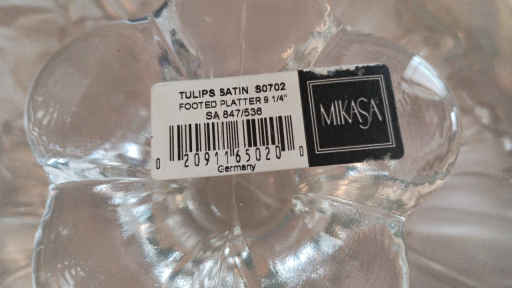 TULIPS SATIN S0702
FOOTED PLATTER 9 1/4"
SA 847/536
0 20911 65020 0
Germany
MIKASA